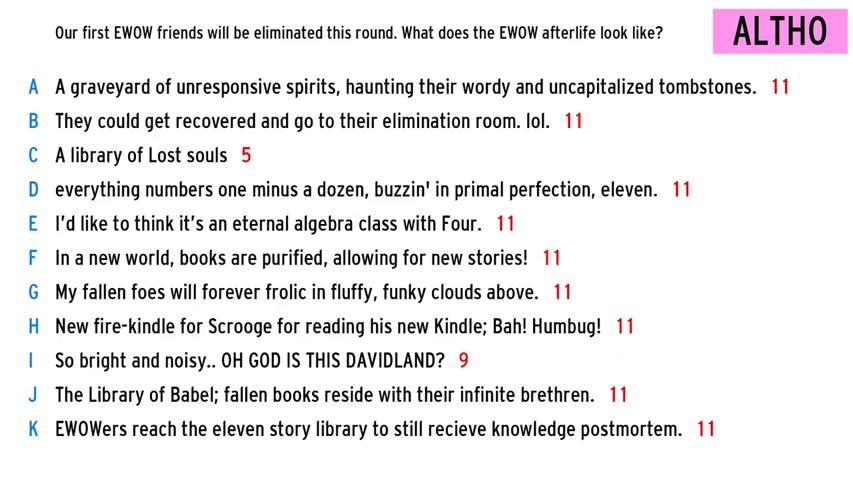 Our first EWOW friends will be eliminated this round. What does the EWOW afterlife look like?
ALTHO
A A graveyard of unresponsive spirits, haunting their wordy and uncapitalized tombstones. 11
B They could get recovered and go to their elimination room. lol. 11
C A library of Lost souls 5
D everything numbers one minus a dozen, buzzin' in primal perfection, eleven. 11
E I'd like to think it's an eternal algebra class with Four. 11
F In a new world, books are purified, allowing for new stories! 11
G My fallen foes will forever frolic in fluffy, funky clouds above. 11
H New fire-kindle for Scrooge for reading his new Kindle; Bah! Humbug! 11
I So bright and noisy.. OH GOD IS THIS DAVIDLAND? 9
J The Library of Babel; fallen books reside with their infinite brethren. 11
K EWOWers reach the eleven story library to still recieve knowledge postmortem. 11